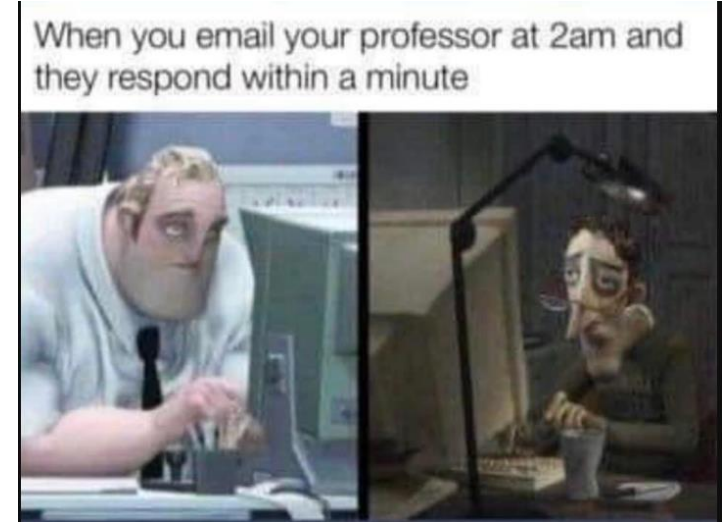 When you email your professor at 2am and
they respond within a minute